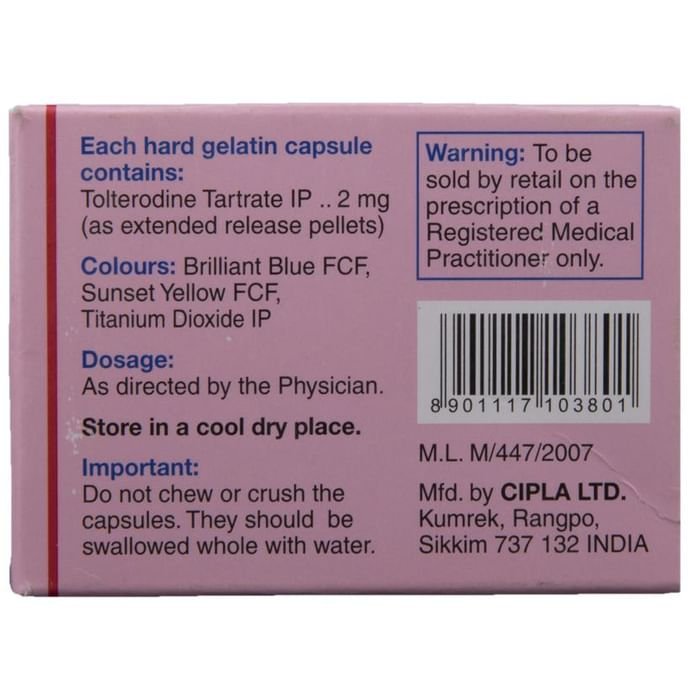 Each hard gelatin capsule
contains:
Tolterodine Tartrate IP .. 2 mg
(as extended release pellets)
Colours: Brilliant Blue FCF,
Sunset Yellow FCF,
Titanium Dioxide IP
Dosage:
As directed by the Physician.
Store in a cool dry place.
Important:
Do not chew or crush the
capsules. They should be
swallowed whole with water.
Warning: To be
sold by retail on the
prescription of a
Registered Medical
Practitioner only.
8 901117 103801
M.L. M/447/2007
Mfd. by CIPLA LTD.
Kumrek, Rangpo,
Sikkim 737 132 INDIA